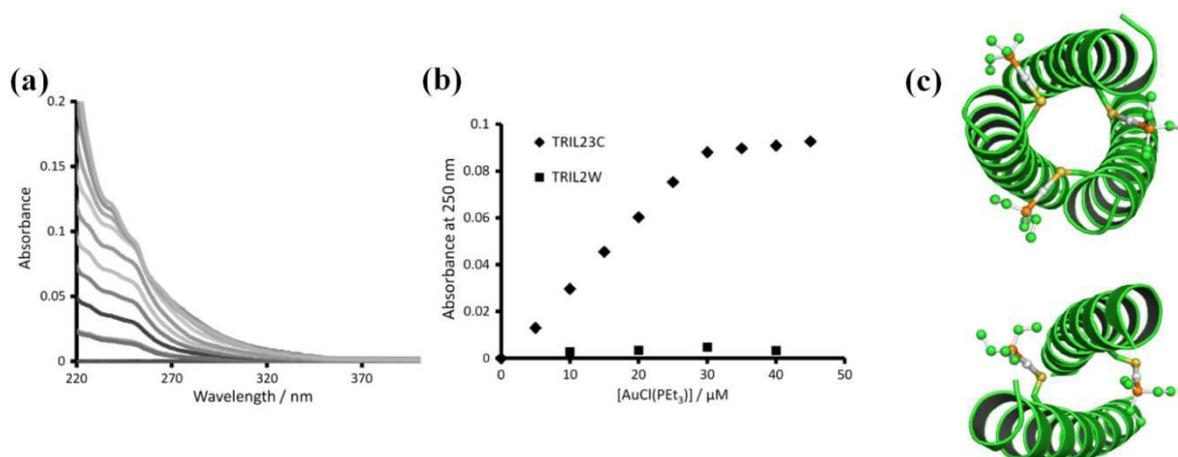 (a)
0.2
0.15
0.1
0.05
0
220 270 320 370
Absorbance
Wavelength / nm
(b)
0.1
0.08
0.06
0.04
0.02
0
0 10 20 30 40 50
Absorbance at 250 nm
[AuCl(PEt₃)] / μM
TRIL23C
TRIL2W
(c)